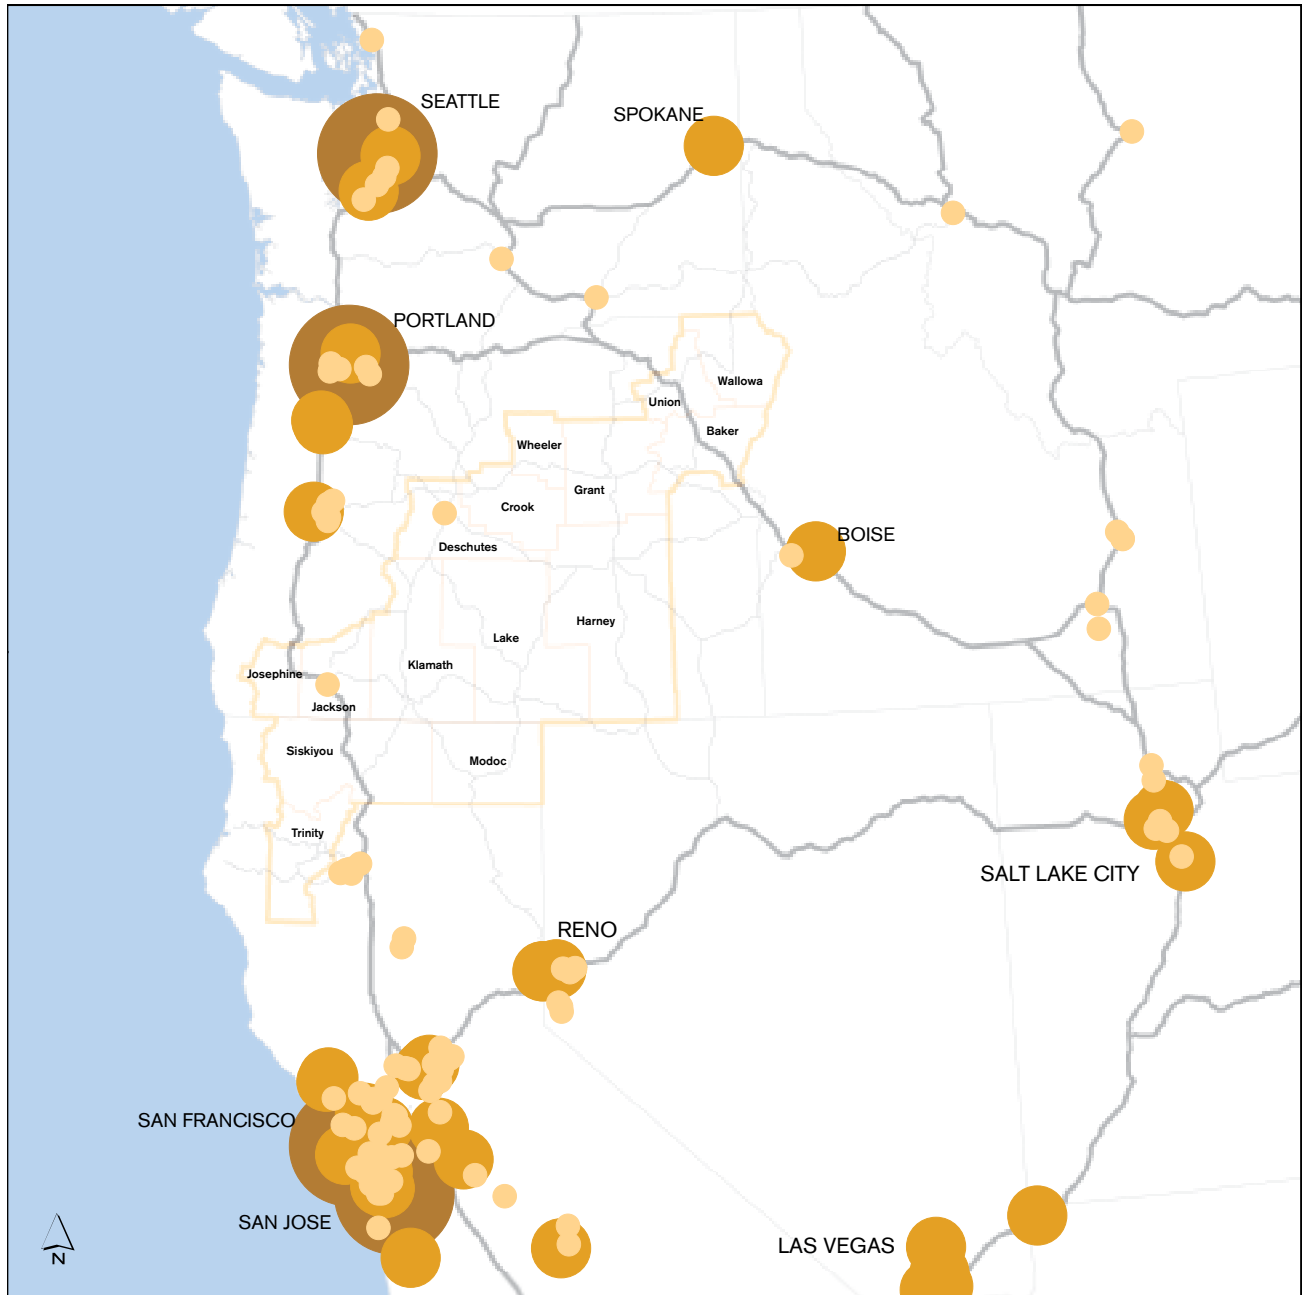 SEATTLE
SPOKANE
PORTLAND
Wallowa
Union
Baker
Wheeler
Grant
Crook
BOISE
Deschutes
Harney
Lake
Klamath
Josephine
Jackson
Siskiyou
Modoc
Trinity
SALT LAKE CITY
RENO
SAN FRANCISCO
SAN JOSE
LAS VEGAS
N